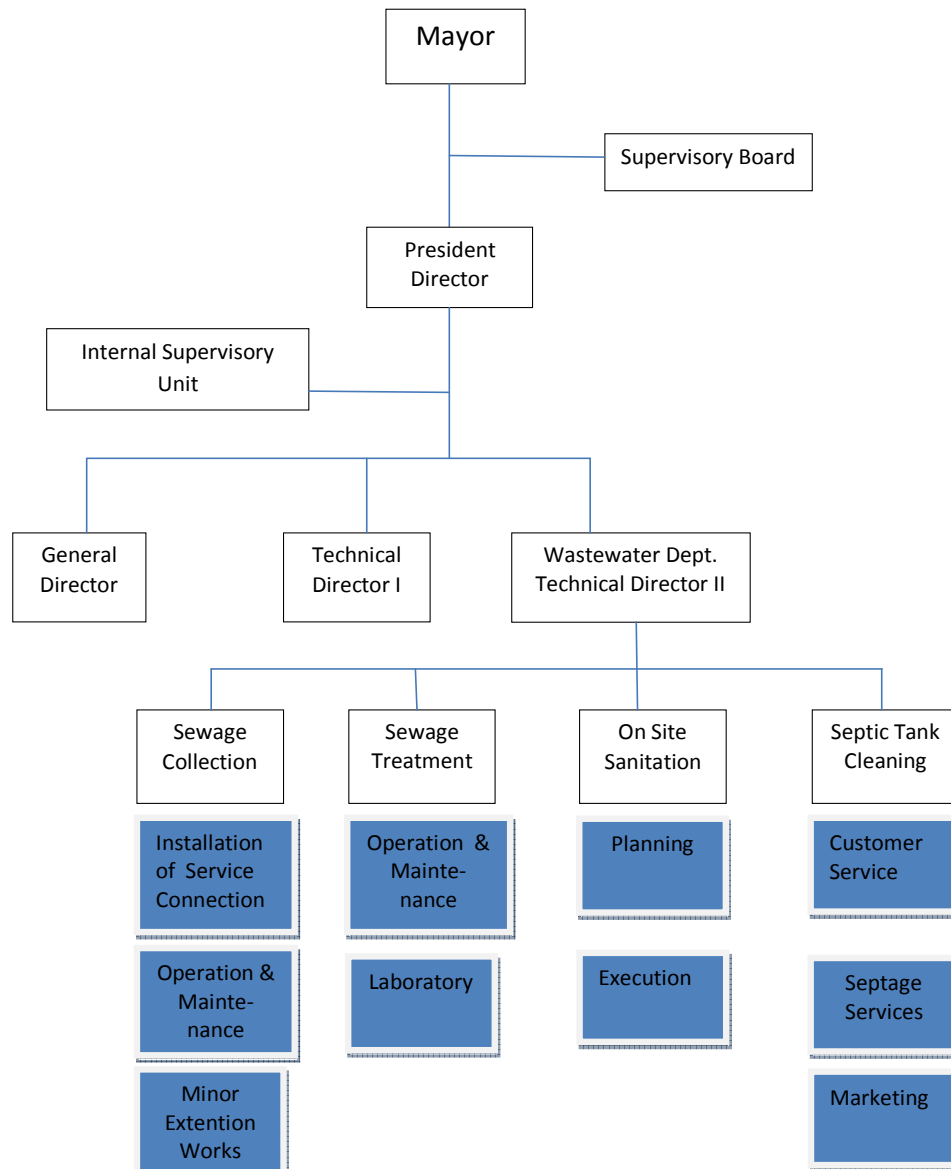 Mayor
Supervisory Board
President
Director
Internal Supervisory
Unit
General
Director
Technical
Director I
Wastewater Dept.
Technical Director II
Sewage
Collection
Sewage
Treatment
On Site
Sanitation
Septic Tank
Cleaning
Installation
of Service
Connection
Operation &
Mainte-
nance
Planning
Customer
Service
Operation &
Mainte-
nance
Laboratory
Execution
Septage
Services
Minor
Extention
Works
Marketing